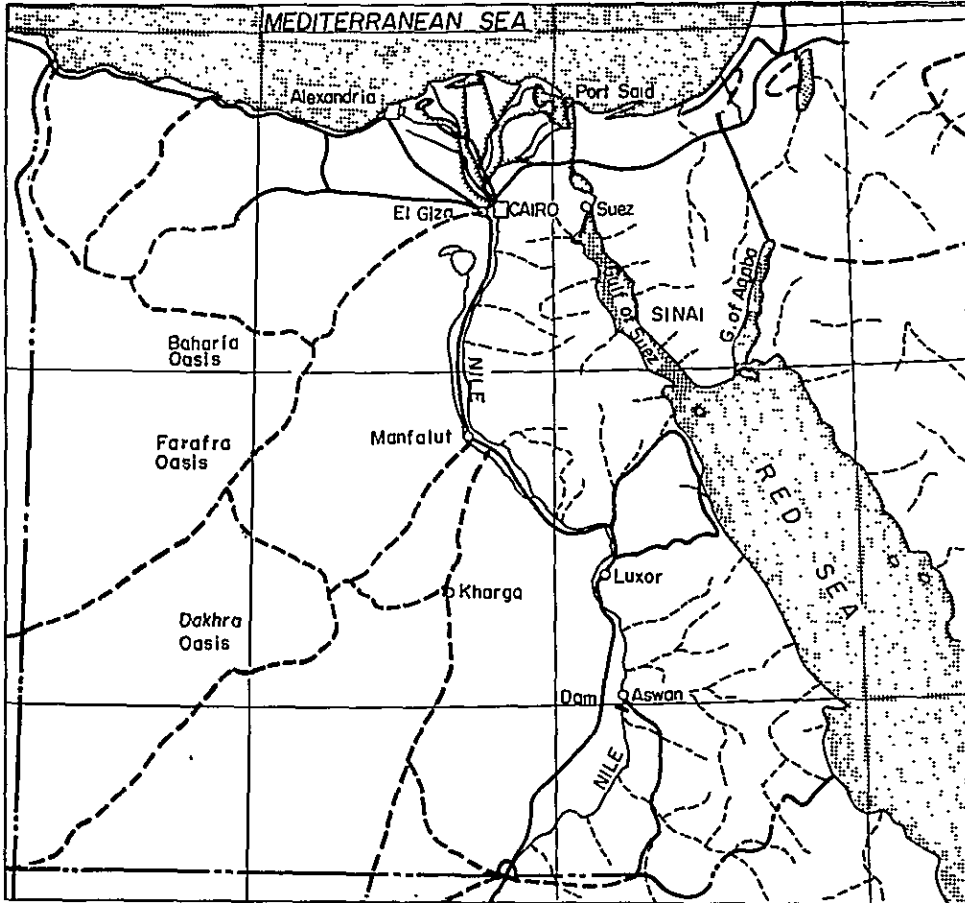 MEDITERRANEAN SEA
Alexandria
Port Said
El Giza
CAIRO
Suez
Gulf of Suez
SINAI
G. of Aqaba
Baharia
Oasis
NILE
Manfalut
Farafra
Oasis
RED SEA
Luxor
Kharga
Dakhra
Oasis
Dam
Aswan
NILE